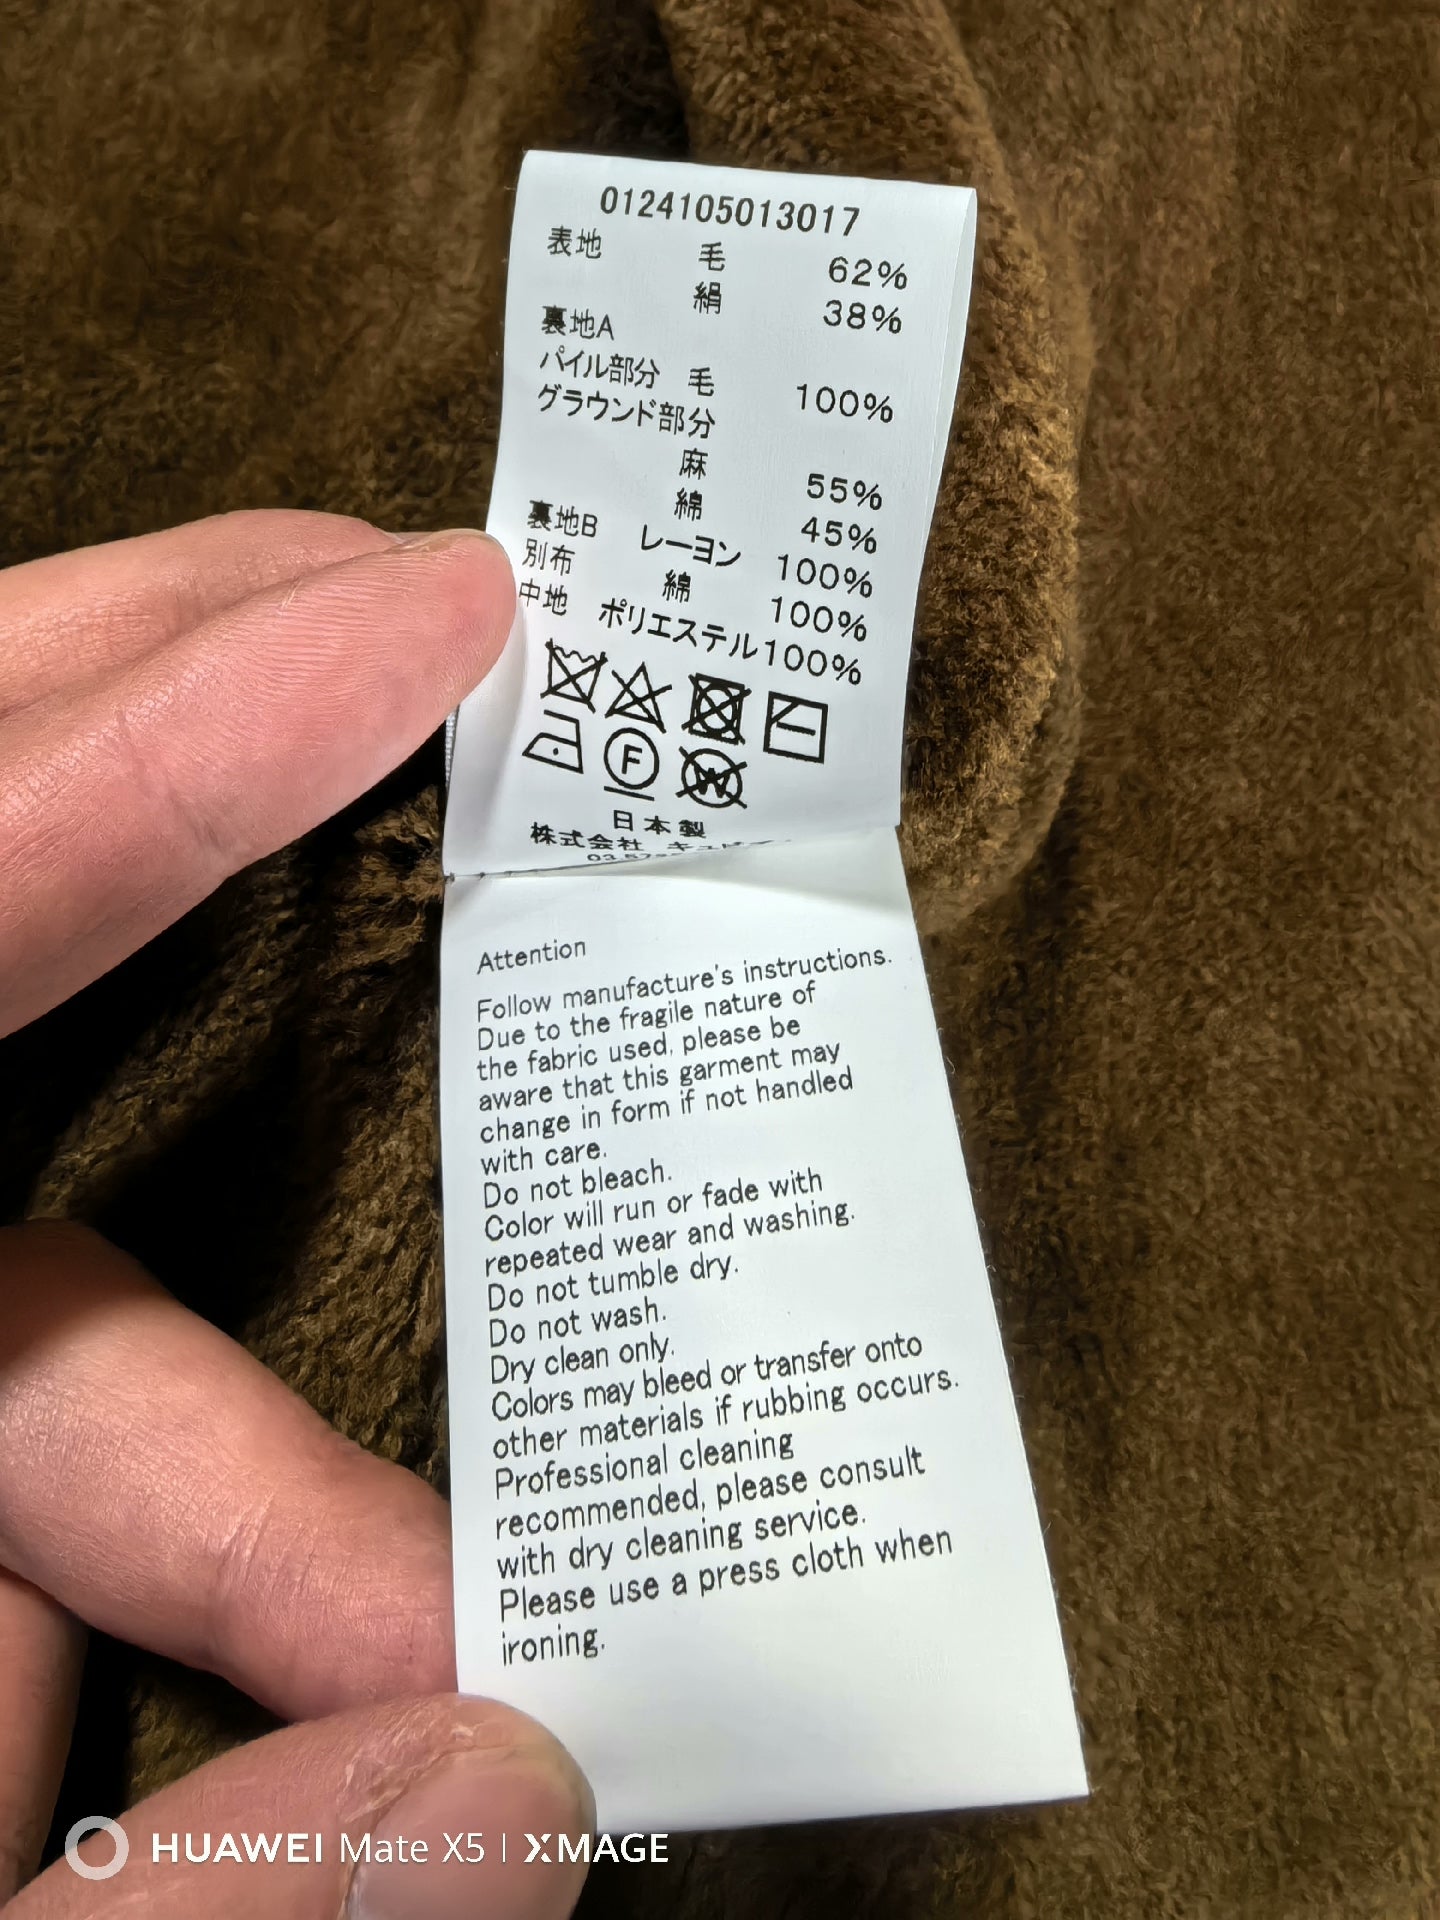 0124105013017
表地 毛 62%
絹 38%
裏地A
パイル部分 毛 100%
グラウンド部分
麻 55%
綿 45%
裏地B レーヨン 100%
別布 綿 100%
中地 ポリエステル 100%
F W
日本製
株式会社
Attention
Follow manufacture's instructions.
Due to the fragile nature of
the fabric used, please be
aware that this garment may
change in form if not handled
with care.
Do not bleach.
Color will run or fade with
repeated wear and washing.
Do not tumble dry.
Do not wash.
Dry clean only.
Colors may bleed or transfer onto
other materials if rubbing occurs.
Professional cleaning
recommended, please consult
with dry cleaning service.
Please use a press cloth when
ironing.
HUAWEI Mate X5 | XMAGE